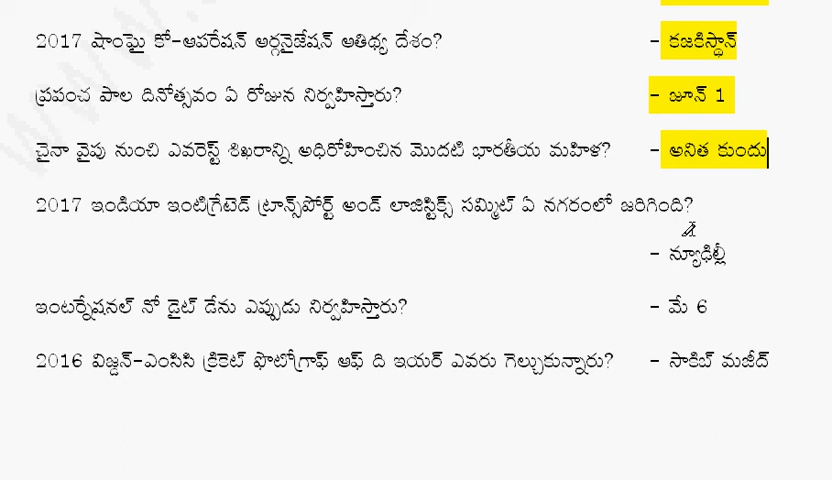 2017 షాంఘై కో-ఆపరేషన్ ఆర్గనైజేషన్ ఆతిథ్య దేశం? - కజకిస్థాన్
ప్రపంచ పాల దినోత్సవం ఏ రోజున నిర్వహిస్తారు? - జూన్ 1
చైనా వైపు నుంచి ఎవరెస్ట్ శిఖరాన్ని అధిరోహించిన మొదటి భారతీయ మహిళ? - అనిత కుందు
2017 ఇండియా ఇంటిగ్రేటెడ్ ట్రాన్స్‌పోర్ట్ అండ్ లాజిస్టిక్స్ సమ్మిట్ ఏ నగరంలో జరిగింది?
- న్యూఢిల్లీ
ఇంటర్నేషనల్ నో డైట్ డేను ఎప్పుడు నిర్వహిస్తారు? - మే 6
2016 విజ్డన్-ఎంసిసి క్రికెట్ ఫొటోగ్రాఫ్ ఆఫ్ ది ఇయర్ ఎవరు గెల్చుకున్నారు? - సాకిబ్ మజీద్